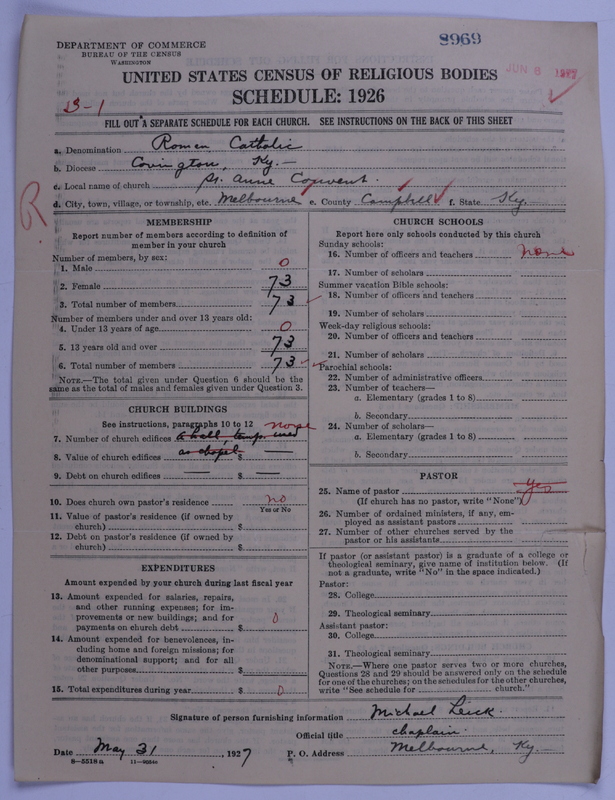 DEPARTMENT OF COMMERCE
BUREAU OF THE CENSUS
WASHINGTON
8969
JUN 8 1927
UNITED STATES CENSUS OF RELIGIOUS BODIES
SCHEDULE: 1926
B-1
FILL OUT A SEPARATE SCHEDULE FOR EACH CHURCH. SEE INSTRUCTIONS ON THE BACK OF THIS SHEET
a. Denomination Roman Catholic
b. Diocese Covington, Ky.—
c. Local name of church St. Anne Convent.
d. City, town, village, or township, etc. Melbourne e. County Campbell f. State Ky.
R
MEMBERSHIP
Report number of members according to definition of
member in your church
Number of members, by sex:
1. Male 0
2. Female 73
3. Total number of members 73
Number of members under and over 13 years old:
4. Under 13 years of age 0
5. 13 years old and over 73
6. Total number of members 73
NOTE.—The total given under Question 6 should be the
same as the total of males and females given under Question 3.
CHURCH BUILDINGS
See instructions, paragraphs 10 to 12 none
7. Number of church edifices a hall, temp. used
8. Value of church edifices as chapel $ —
9. Debt on church edifices — $ —
10. Does church own pastor's residence no
Yes or No
11. Value of pastor's residence (if owned by
church) $
12. Debt on pastor's residence (if owned by
church) $
EXPENDITURES
Amount expended by your church during last fiscal year
13. Amount expended for salaries, repairs,
and other running expenses; for im-
provements or new buildings; and for
payments on church debt $ 0
14. Amount expended for benevolences, in-
cluding home and foreign missions; for
denominational support; and for all
other purposes $
15. Total expenditures during year $ 0
CHURCH SCHOOLS
Report here only schools conducted by this church
Sunday schools:
16. Number of officers and teachers none
17. Number of scholars
Summer vacation Bible schools:
18. Number of officers and teachers
19. Number of scholars
Week-day religious schools:
20. Number of officers and teachers
21. Number of scholars
Parochial schools:
22. Number of administrative officers
23. Number of teachers—
a. Elementary (grades 1 to 8)
b. Secondary
24. Number of scholars—
a. Elementary (grades 1 to 8)
b. Secondary
PASTOR
25. Name of pastor yes
(If church has no pastor, write "None")
26. Number of ordained ministers, if any, em-
ployed as assistant pastors
27. Number of other churches served by the
pastor or his assistants
If pastor (or assistant pastor) is a graduate of a college or
theological seminary, give name of institution below. (If
not a graduate, write "No" in the space indicated.)
Pastor:
28. College
29. Theological seminary
Assistant pastor:
30. College
31. Theological seminary
NOTE.—Where one pastor serves two or more churches,
Questions 28 and 29 should be answered only on the schedule
for one of the churches; on the schedules for the other churches,
write "See schedule for church."
Signature of person furnishing information Michael Leick.
Official title chaplain.
Date May 31, 1927 P. O. Address Melbourne, Ky—
8—5518 a